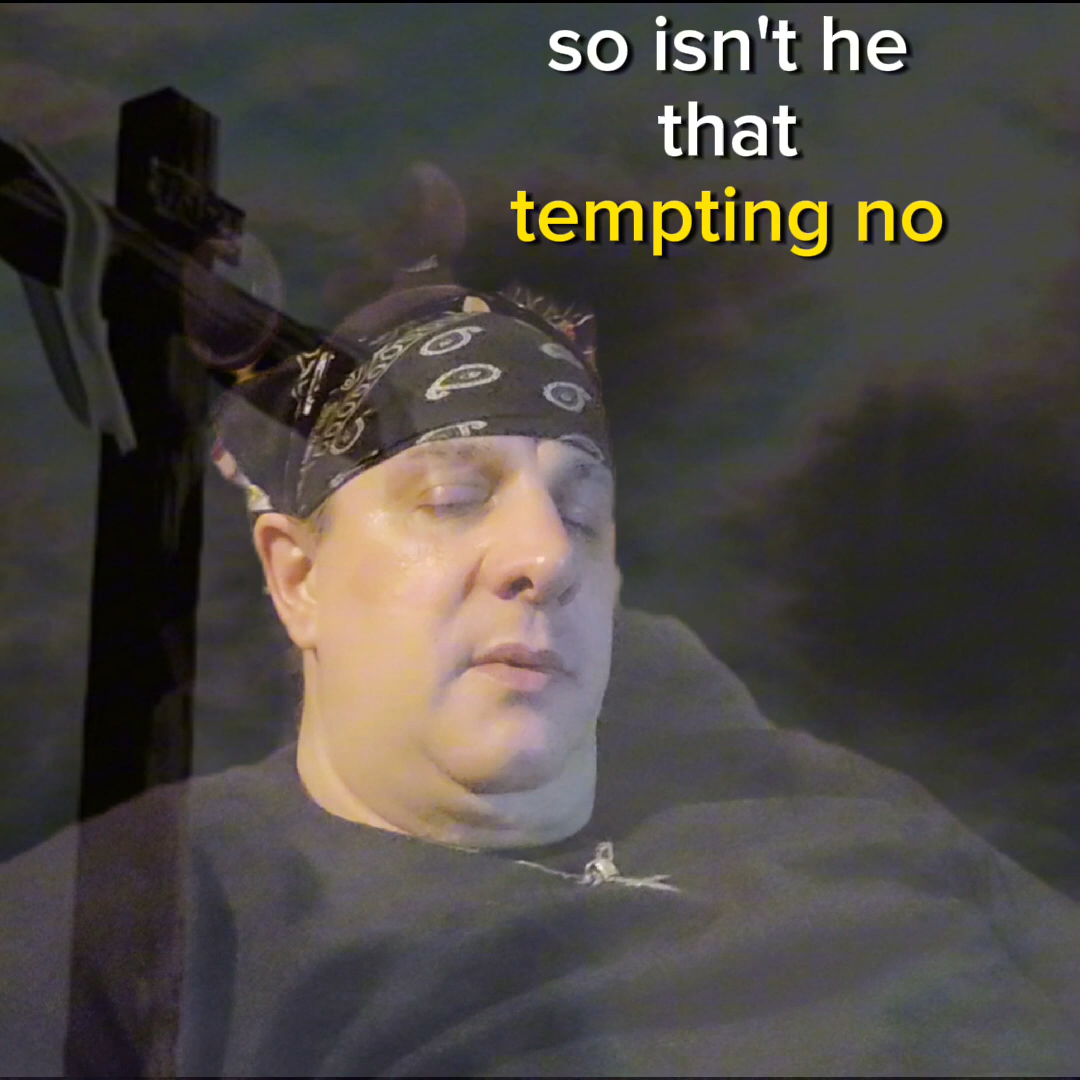 so isn't he
that
tempting no